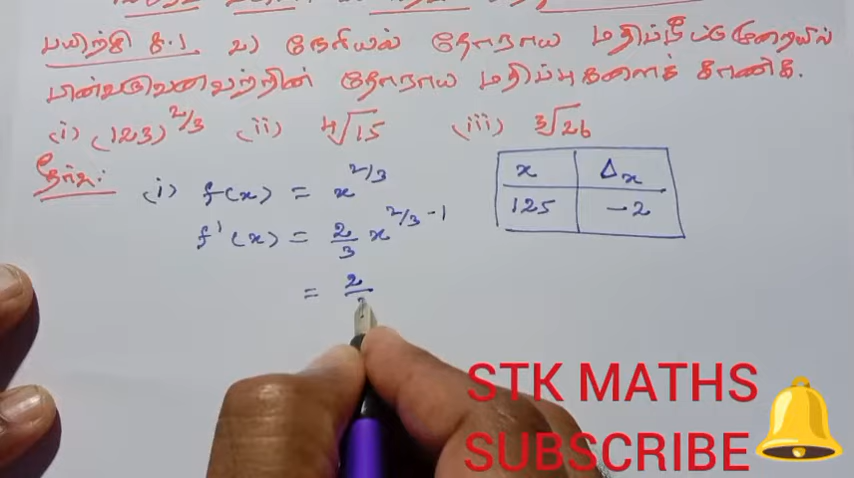 பயிற்சி 8.1 2) நேரியல் தோராய மதிப்பீட்டு முறையில்
பின்வருவனவற்றின் தோராய மதிப்புகளைக் காண்க.
(i) (123)^2/3 (ii) ⁴√15 (iii) ³√26
தீர்வு:
(i) f(x) = x^2/3
x Δx
125 -2
f'(x) = 2/3 x^2/3 - 1
= 2
STK MATHS
SUBSCRIBE